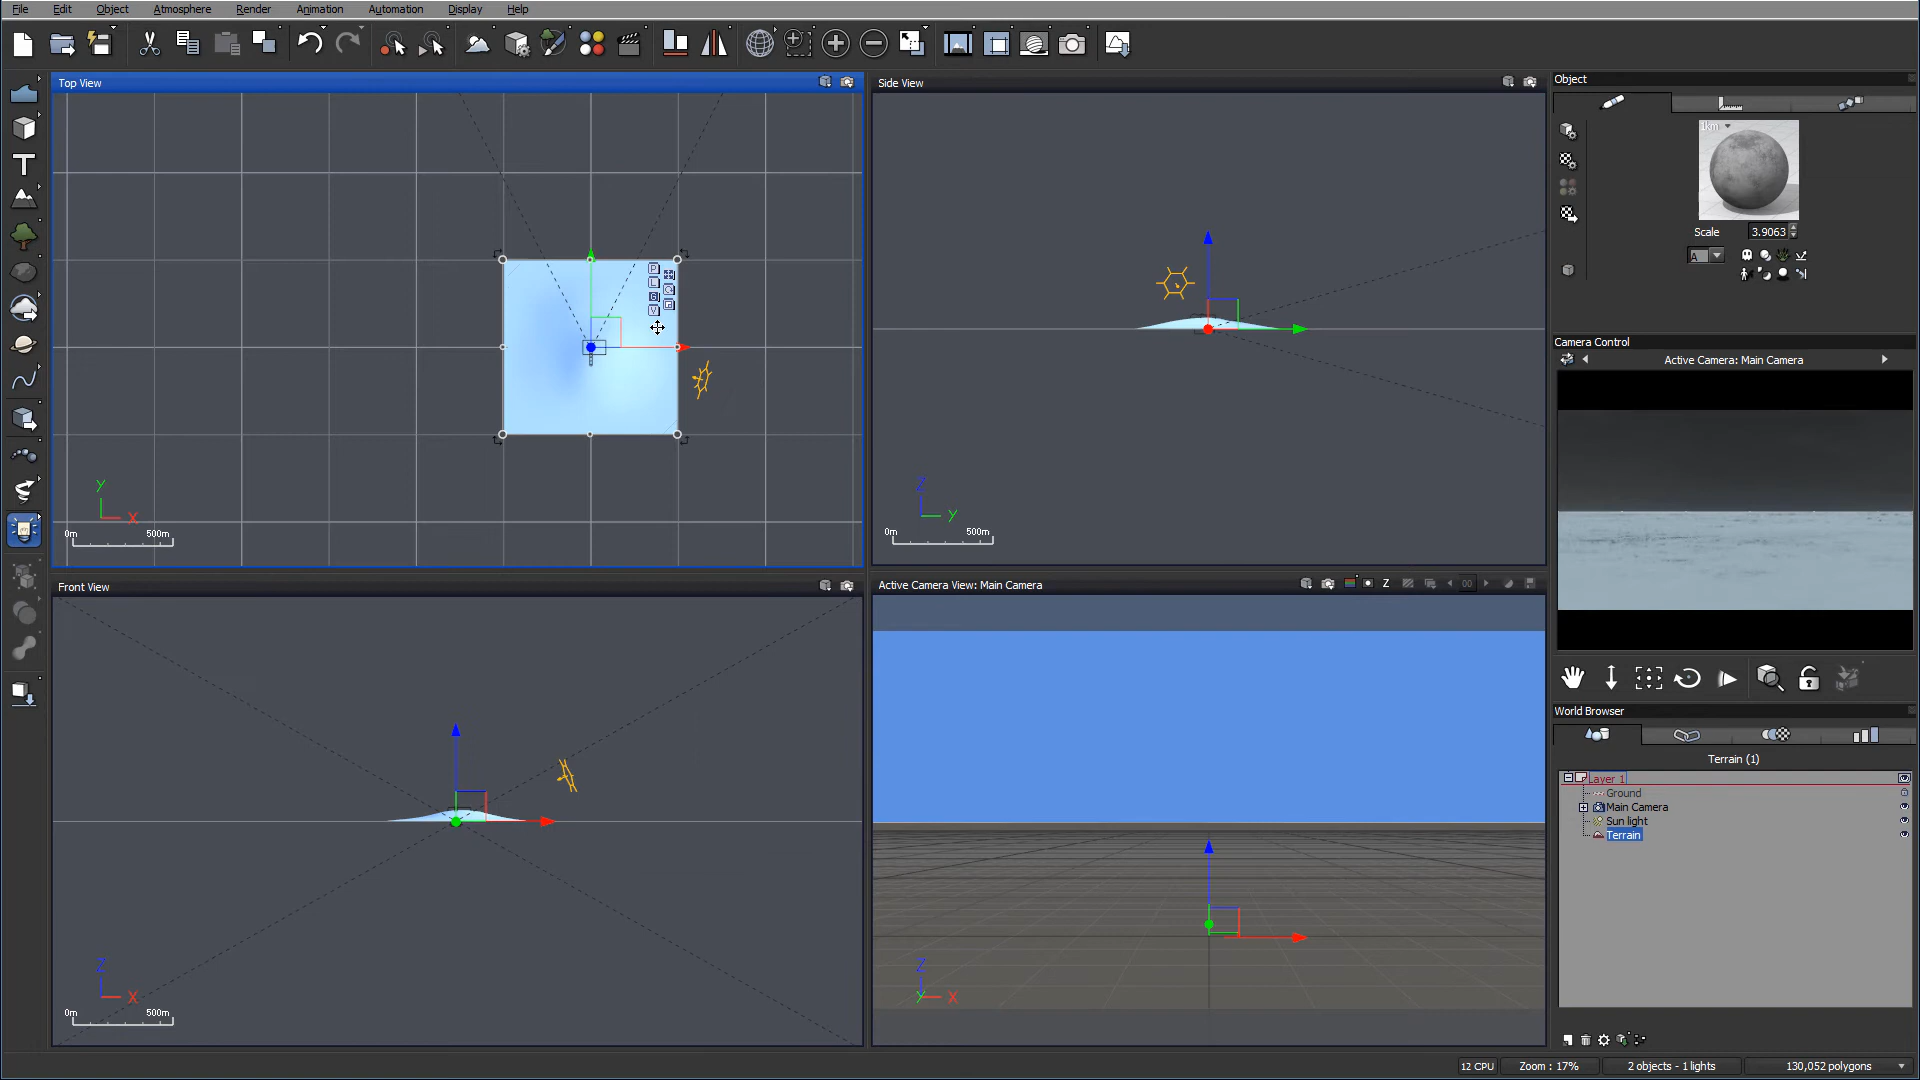 File Edit Object Atmosphere Render Animation Automation Display Help
Top View
Side View
Object
1km
Scale 3.9063
A
P
L
G
V
Y
X
0m 500m
Z
Y
0m 500m
Camera Control
Active Camera: Main Camera
Front View
Active Camera View: Main Camera
Z 00
World Browser
Terrain (1)
Layer 1
Ground
Main Camera
Sun light
Terrain
Z
X
0m 500m
Z
Y X
12 CPU Zoom : 17% 2 objects - 1 lights 130,052 polygons